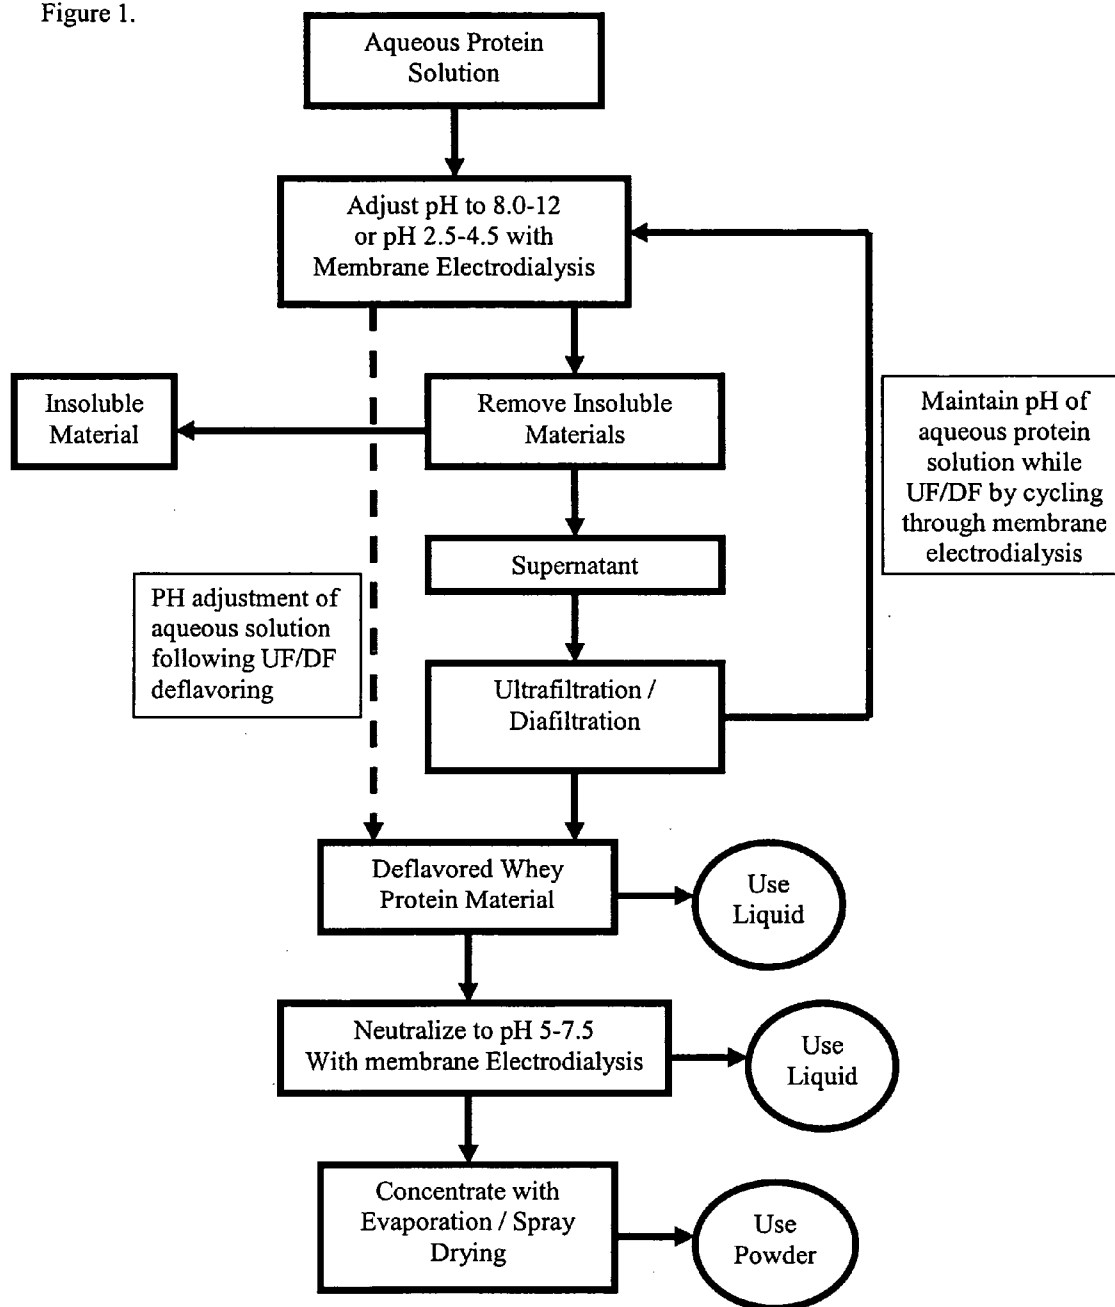 Figure 1.
Aqueous Protein
Solution
Adjust pH to 8.0-12
or pH 2.5-4.5 with
Membrane Electrodialysis
Insoluble
Material
Remove Insoluble
Materials
Maintain pH of
aqueous protein
solution while
UF/DF by cycling
through membrane
electrodialysis
Supernatant
PH adjustment of
aqueous solution
following UF/DF
deflavoring
Ultrafiltration /
Diafiltration
Deflavored Whey
Protein Material
Use
Liquid
Neutralize to pH 5-7.5
With membrane Electrodialysis
Use
Liquid
Concentrate with
Evaporation / Spray
Drying
Use
Powder